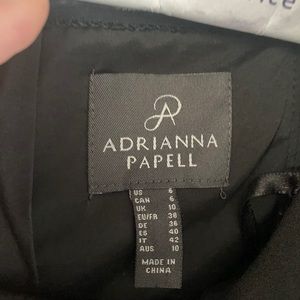 ADRIANNA
PAPELL
US 6
CAN 6
UK 10
EU/FR 38
DE 36
ES 40
IT 42
AUS 10
MADE IN
CHINA